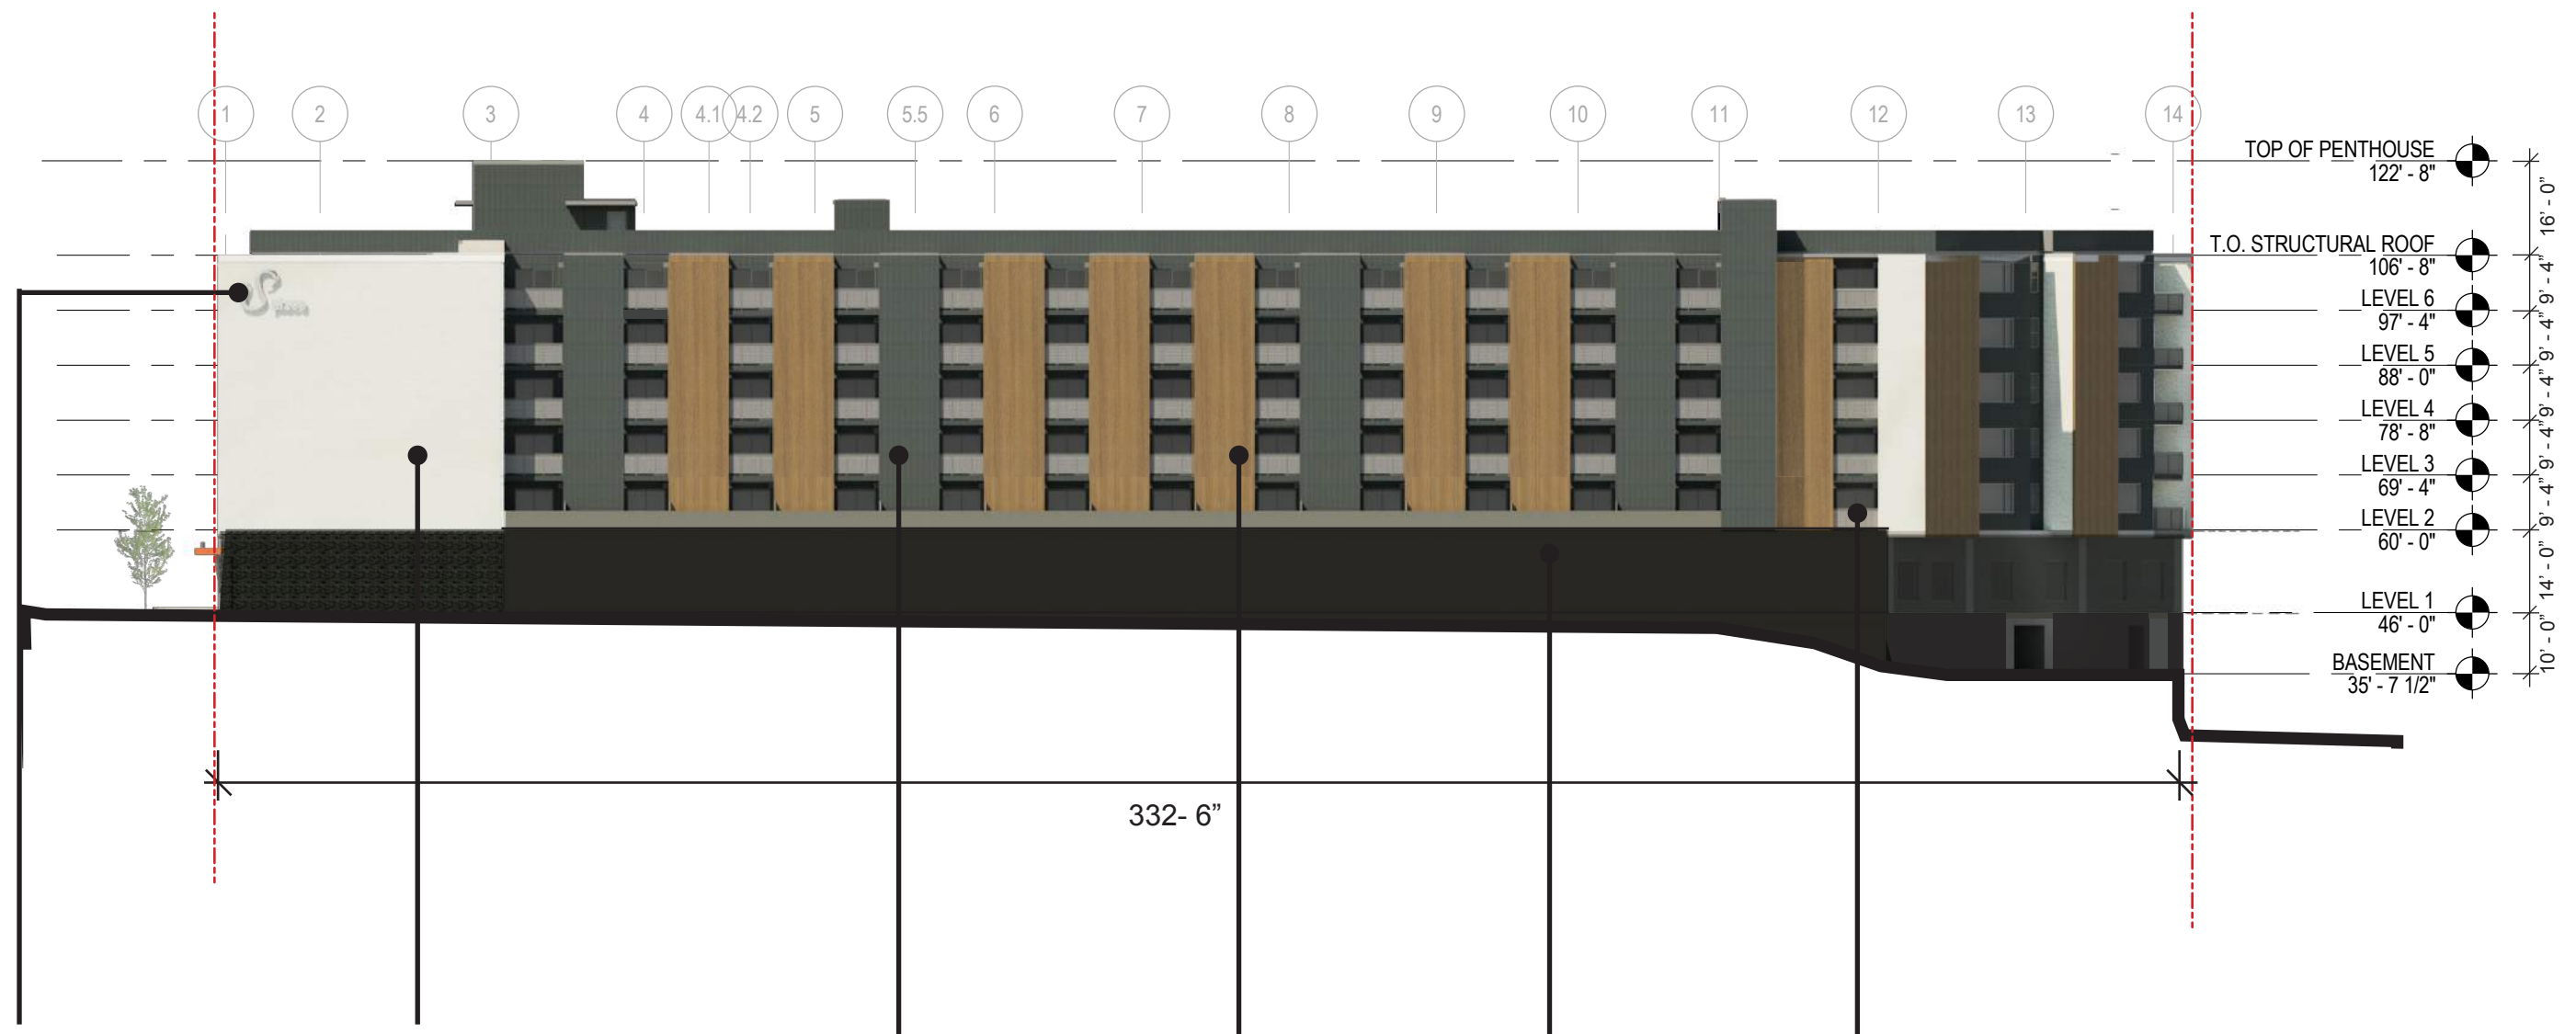 1 2 3 4 4.1 4.2 5 5.5 6 7 8 9 10 11 12 13 14
TOP OF PENTHOUSE
122' - 8"
16' - 0"
T.O. STRUCTURAL ROOF
106' - 8"
9' - 4"
LEVEL 6
97' - 4"
9' - 4"
LEVEL 5
88' - 0"
9' - 4"
LEVEL 4
78' - 8"
9' - 4"
LEVEL 3
69' - 4"
9' - 4"
LEVEL 2
60' - 0"
14' - 0"
LEVEL 1
46' - 0"
10' - 0"
BASEMENT
35' - 7 1/2"
332- 6”